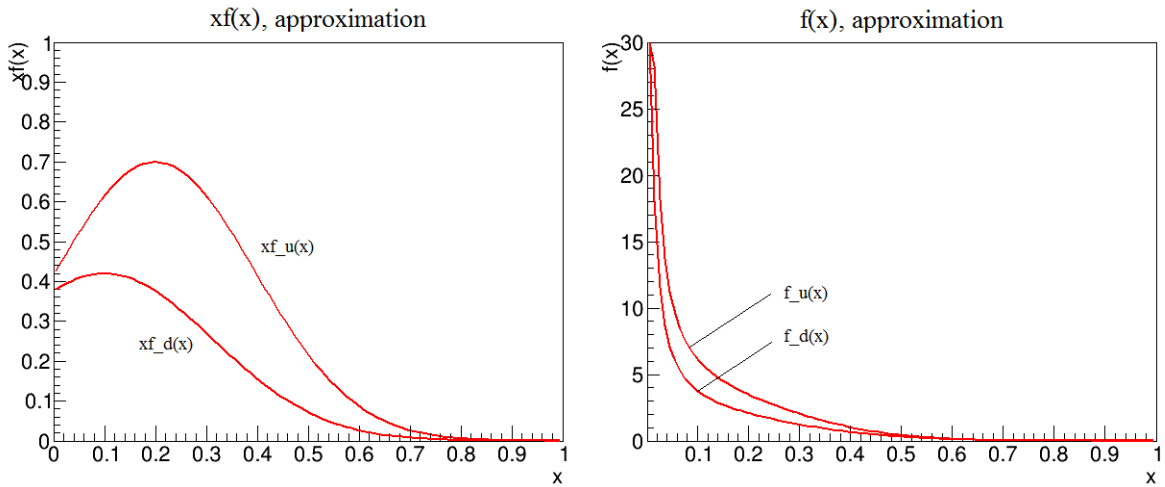 xf(x), approximation
xf(x)
1
0.9
0.8
0.7
0.6
0.5
0.4
0.3
0.2
0.1
0
xf_u(x)
xf_d(x)
0 0.1 0.2 0.3 0.4 0.5 0.6 0.7 0.8 0.9 1
x
f(x), approximation
f(x)
30
25
20
15
10
5
0
f_u(x)
f_d(x)
0.1 0.2 0.3 0.4 0.5 0.6 0.7 0.8 0.9 1
x